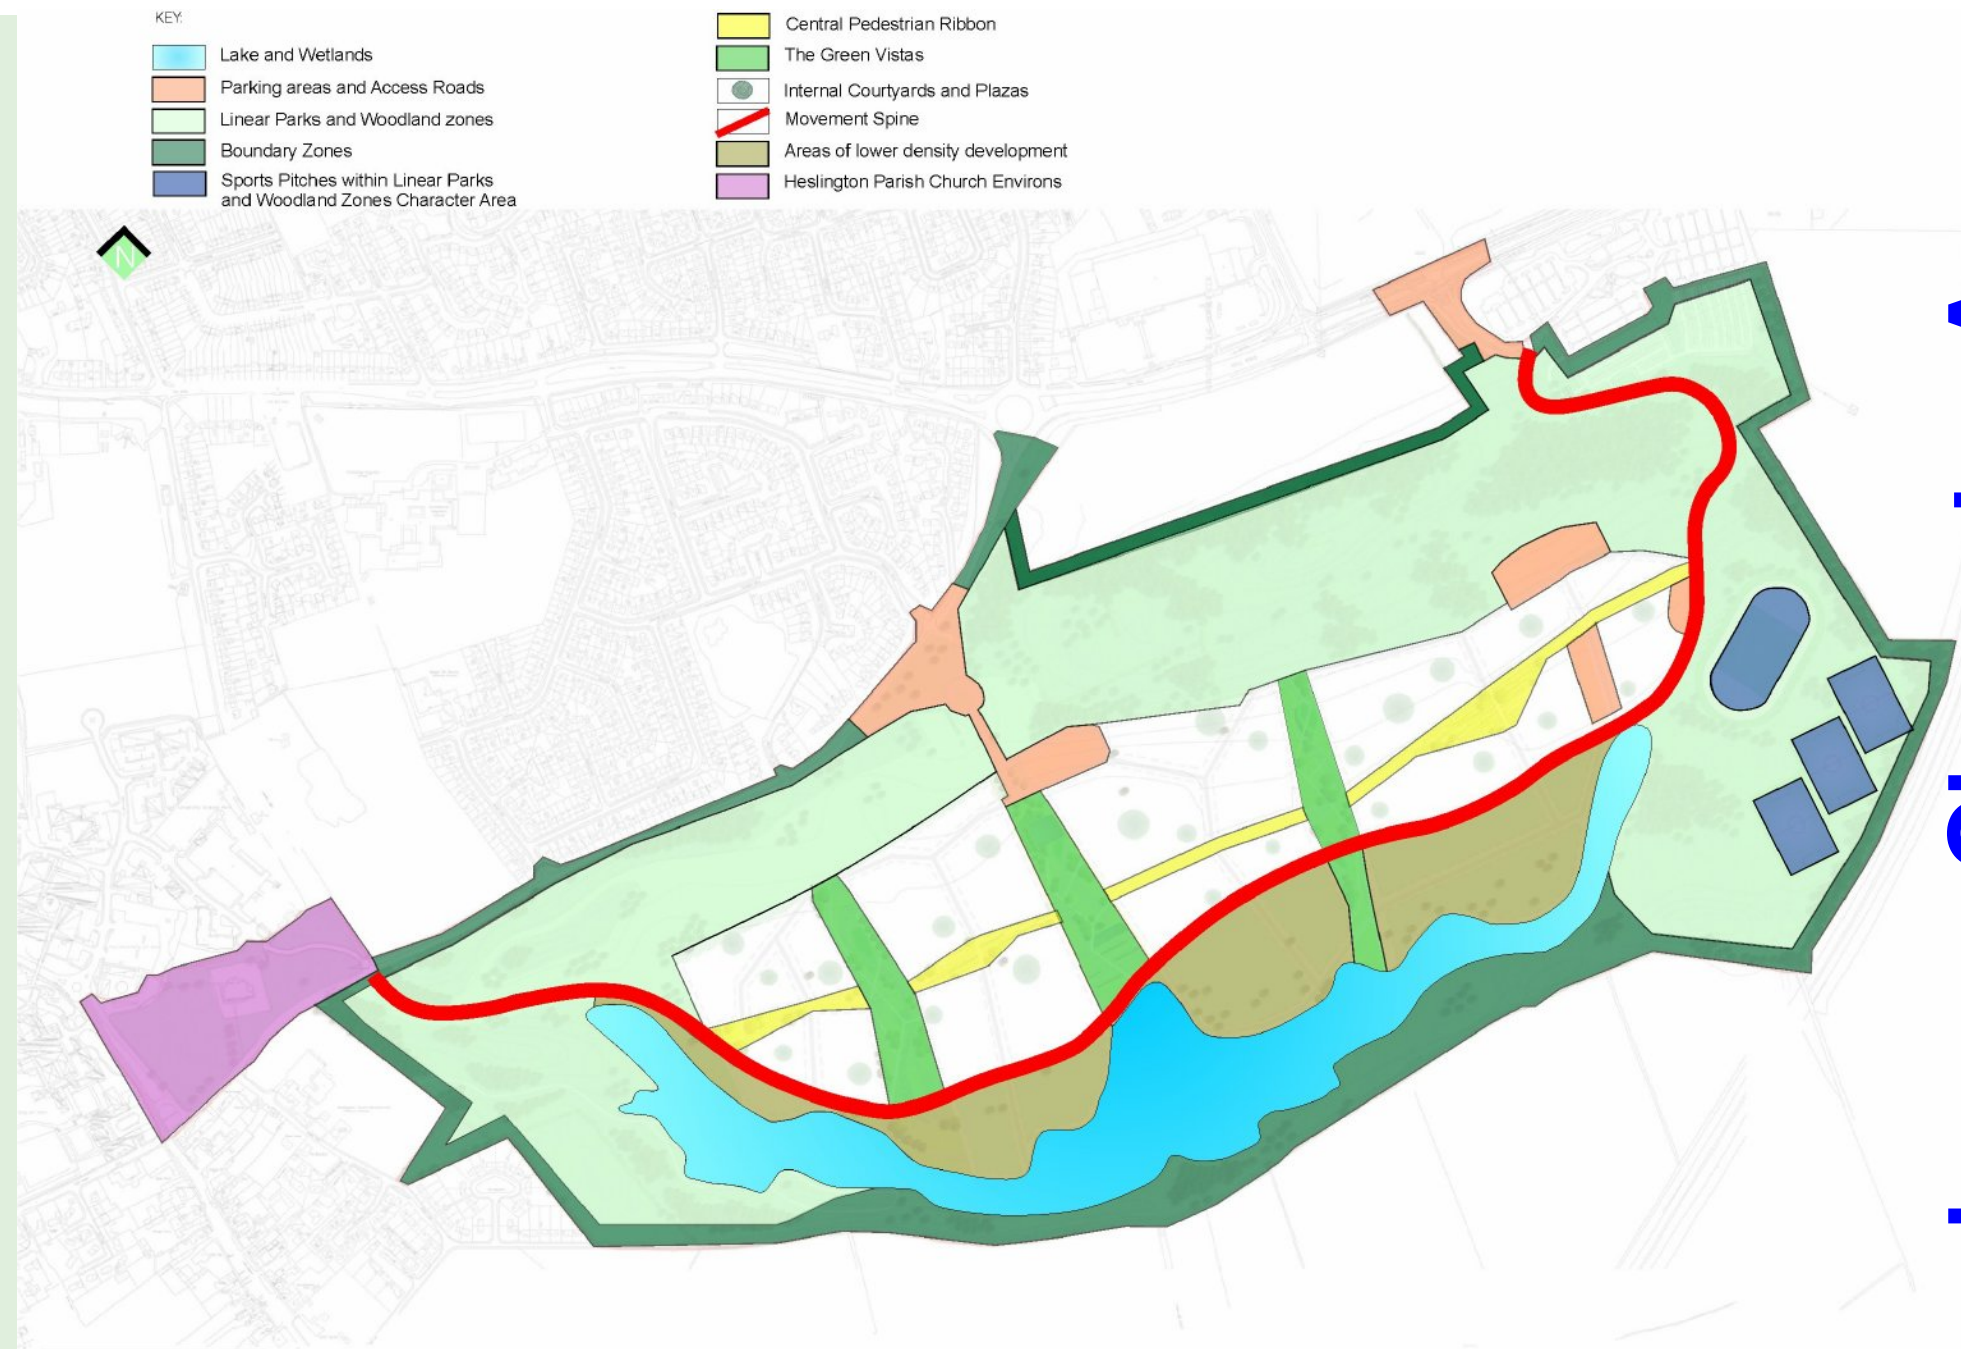 KEY:
Lake and Wetlands
Parking areas and Access Roads
Linear Parks and Woodland zones
Boundary Zones
Sports Pitches within Linear Parks
and Woodland Zones Character Area
Central Pedestrian Ribbon
The Green Vistas
Internal Courtyards and Plazas
Movement Spine
Areas of lower density development
Heslington Parish Church Environs
N